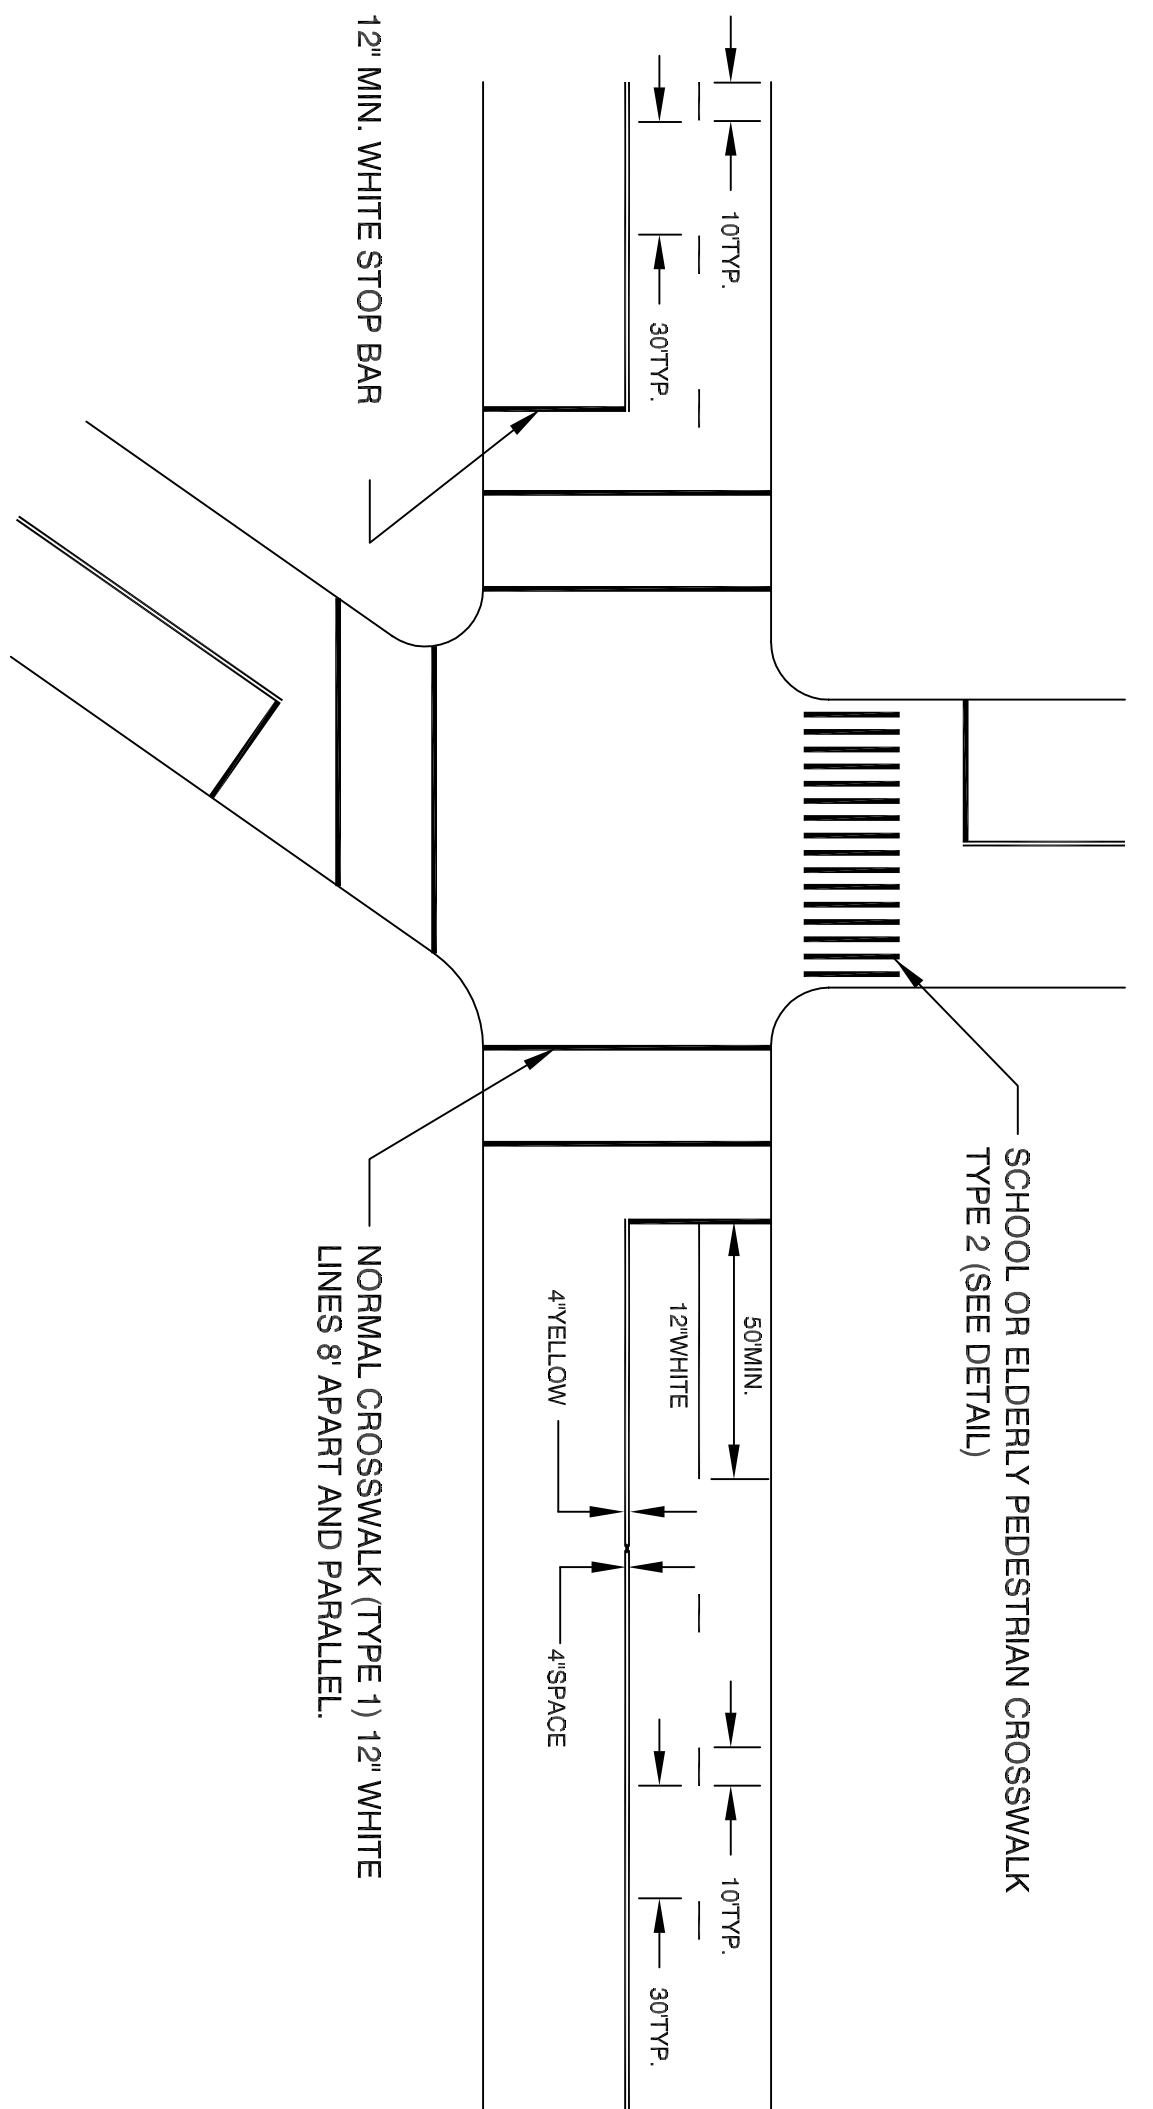 SCHOOL OR ELDERLY PEDESTRIAN CROSSWALK
TYPE 2 (SEE DETAIL)
10'TYP.
30'TYP.
50'MIN.
12"WHITE
10'TYP.
30'TYP.
4"YELLOW
4"SPACE
12" MIN. WHITE STOP BAR
NORMAL CROSSWALK (TYPE 1) 12" WHITE
LINES 8' APART AND PARALLEL.